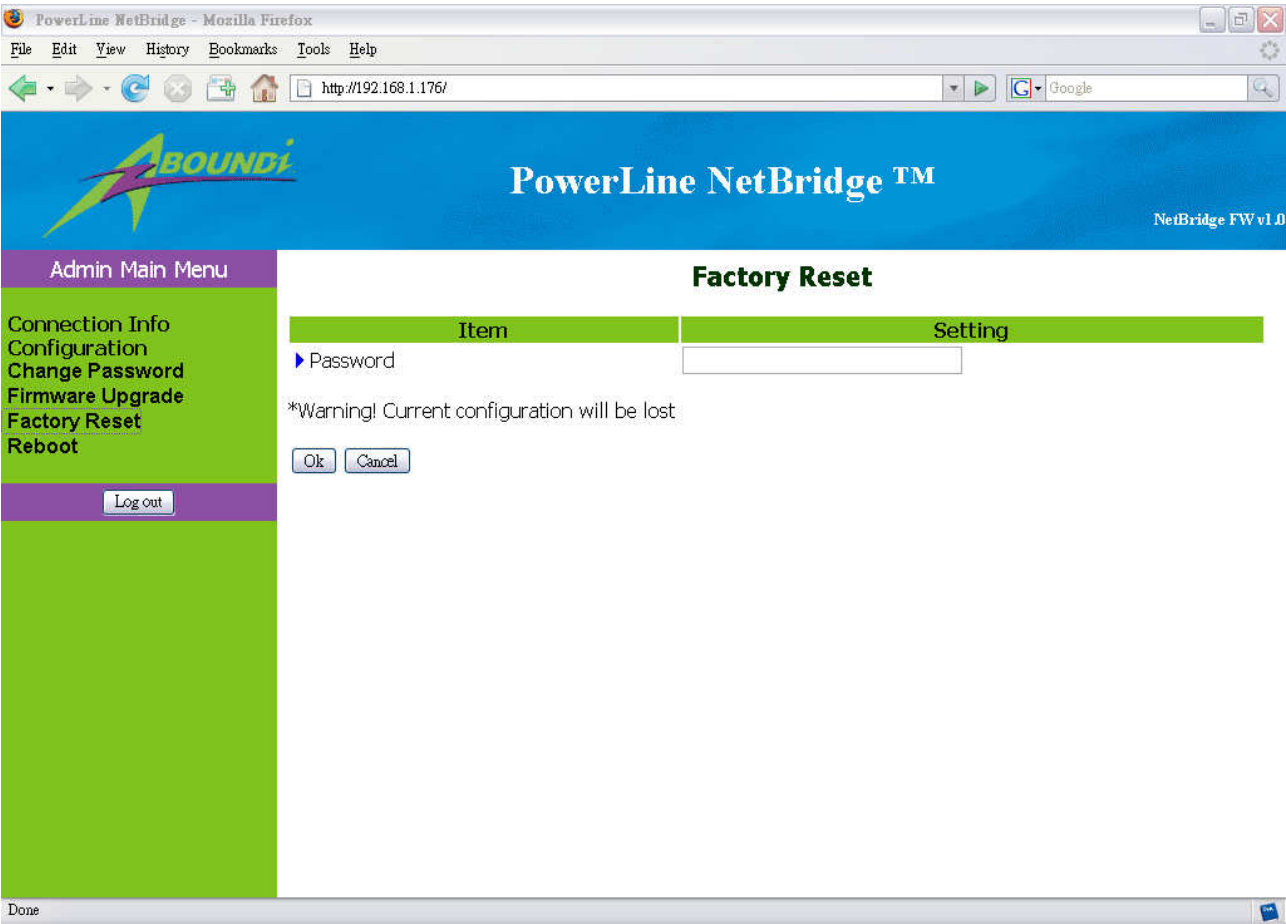 PowerLine NetBridge - Mozilla Firefox
File Edit View History Bookmarks Tools Help
http://192.168.1.176/
G Google
ABOUNDi
PowerLine NetBridge ™
NetBridge FW v1.0
Admin Main Menu
Connection Info
Configuration
Change Password
Firmware Upgrade
Factory Reset
Reboot
Log out
Factory Reset
Item Setting
Password
*Warning! Current configuration will be lost
Ok Cancel
Done